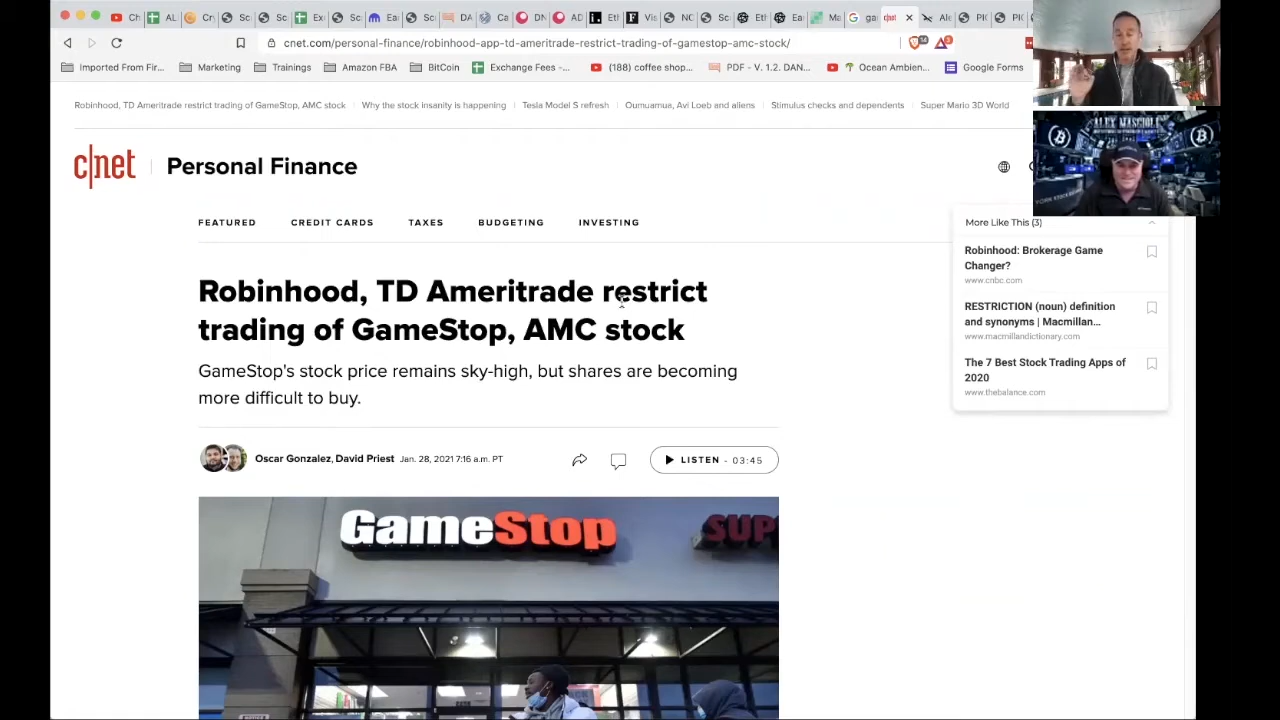 cnet.com/personal-finance/robinhood-app-td-ameritrade-restrict-trading-of-gamestop-amc-stock/
Imported From Fir... Marketing Trainings Amazon FBA BitCoin Exchange Fees -... (188) coffee shop... PDF - V. 1.2. DAN... Ocean Ambien... Google Forms
Robinhood, TD Ameritrade restrict trading of GameStop, AMC stock Why the stock insanity is happening Tesla Model S refresh Oumuamua, Avi Loeb and aliens Stimulus checks and dependents Super Mario 3D World
ALEX MASCIOLI
c|net Personal Finance
FEATURED CREDIT CARDS TAXES BUDGETING INVESTING
More Like This (3)
Robinhood: Brokerage Game
Changer?
www.cnbc.com
RESTRICTION (noun) definition
and synonyms | Macmillan...
www.macmillandictionary.com
The 7 Best Stock Trading Apps of
2020
www.thebalance.com
Robinhood, TD Ameritrade restrict
trading of GameStop, AMC stock
GameStop's stock price remains sky-high, but shares are becoming
more difficult to buy.
Oscar Gonzalez, David Priest Jan. 28, 2021 7:16 a.m. PT
LISTEN - 03:45
GameStop
SUP